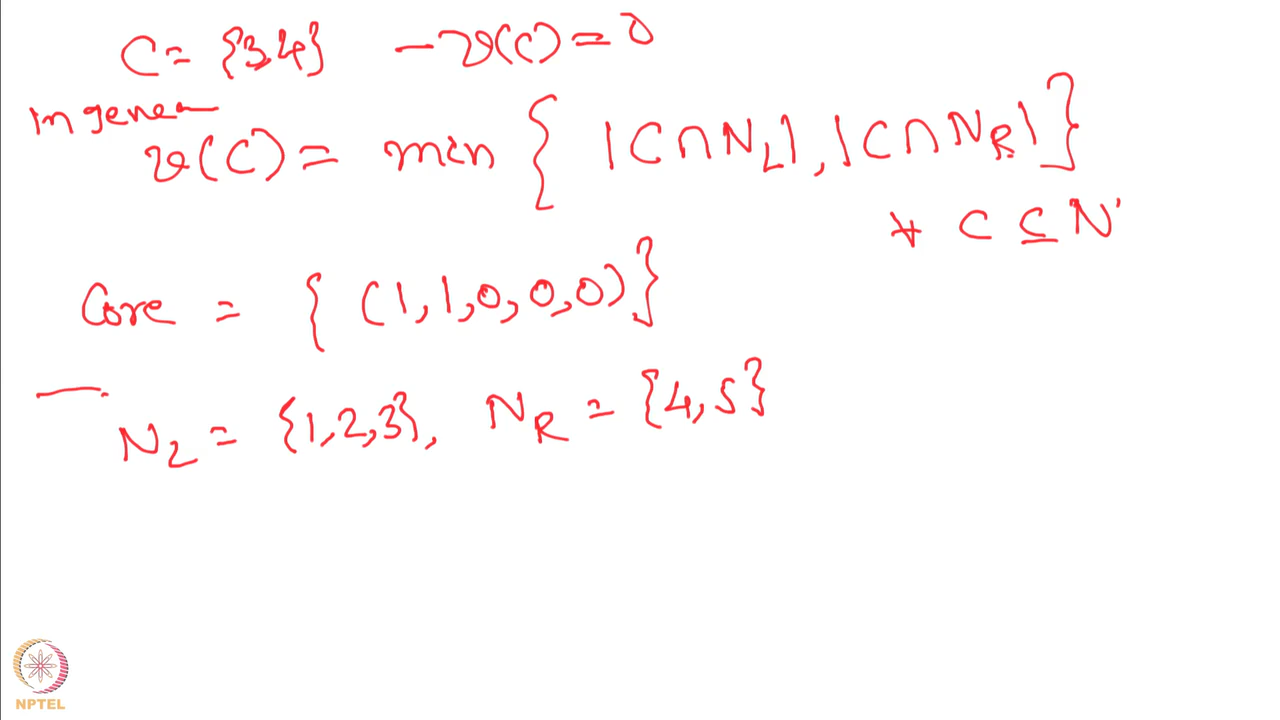 C = {3,4} - v(C) = 0
In gene
v(C) = min { |C ∩ N_L|, |C ∩ N_R| }
∀ C ⊆ N
Core = { (1,1,0,0,0) }
N_L = {1,2,3}, N_R = {4,5}
NPTEL